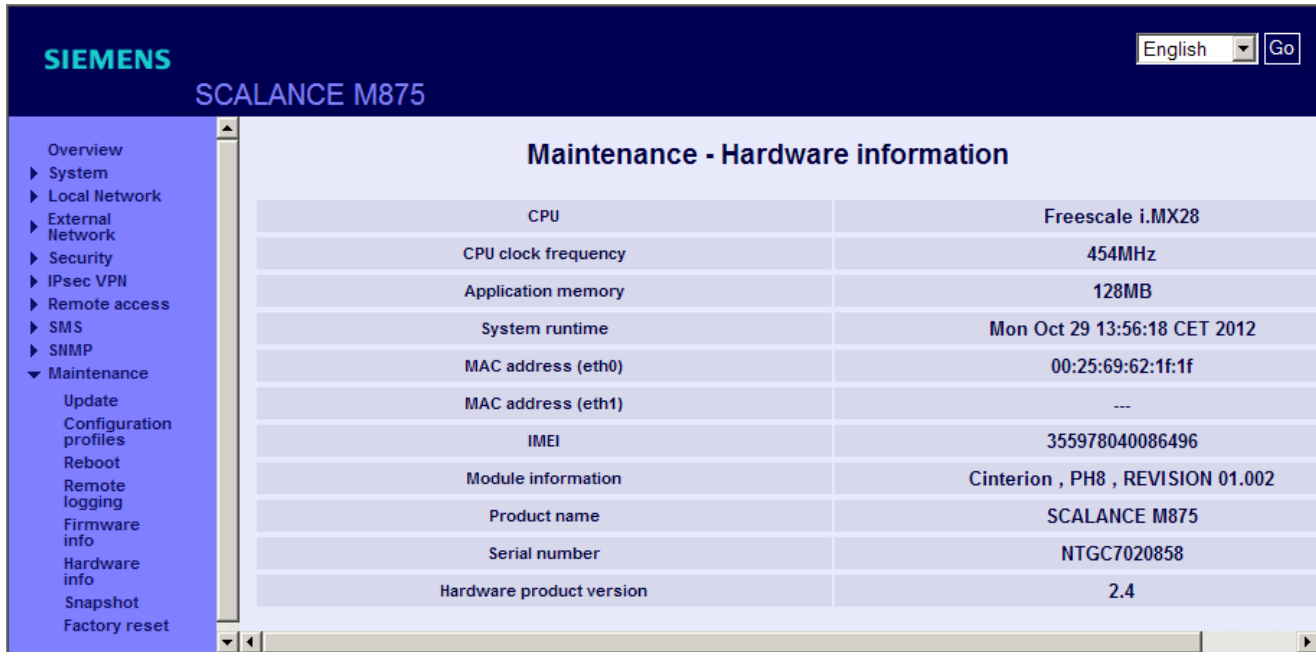 SIEMENS
English Go
SCALANCE M875
Overview
System
Local Network
External
Network
Security
IPsec VPN
Remote access
SMS
SNMP
Maintenance
Update
Configuration
profiles
Reboot
Remote
logging
Firmware
info
Hardware
info
Snapshot
Factory reset
Maintenance - Hardware information
CPU Freescale i.MX28
CPU clock frequency 454MHz
Application memory 128MB
System runtime Mon Oct 29 13:56:18 CET 2012
MAC address (eth0) 00:25:69:62:1f:1f
MAC address (eth1) ---
IMEI 355978040086496
Module information Cinterion , PH8 , REVISION 01.002
Product name SCALANCE M875
Serial number NTGC7020858
Hardware product version 2.4